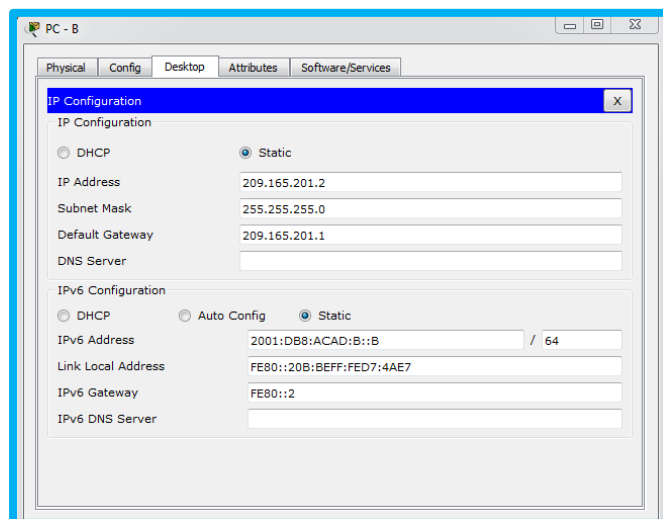 PC - B
Physical Config Desktop Attributes Software/Services
IP Configuration X
IP Configuration
DHCP Static
IP Address 209.165.201.2
Subnet Mask 255.255.255.0
Default Gateway 209.165.201.1
DNS Server
IPv6 Configuration
DHCP Auto Config Static
IPv6 Address 2001:DB8:ACAD:B::B / 64
Link Local Address FE80::20B:BEFF:FED7:4AE7
IPv6 Gateway FE80::2
IPv6 DNS Server